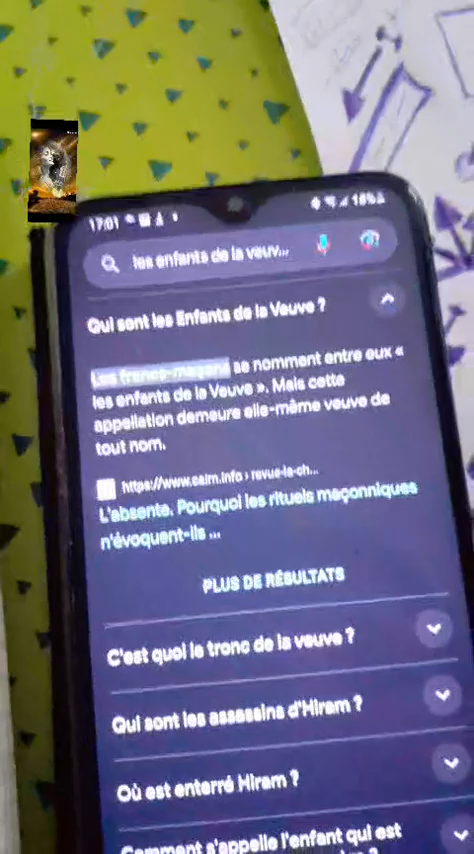 17:01
18%
les enfants de la veuv...
Qui sont les Enfants de la Veuve ?
Les francs-maçons se nomment entre eux «
les enfants de la Veuve ». Mais cette
appellation demeure elle-même veuve de
tout nom.
https://www.cairn.info › revue-la-ch...
L'absente. Pourquoi les rituels maçonniques
n'évoquent-ils ...
PLUS DE RÉSULTATS
C'est quoi le tronc de la veuve ?
Qui sont les assassins d'Hiram ?
Où est enterré Hiram ?
Comment s'appelle l'enfant qui est